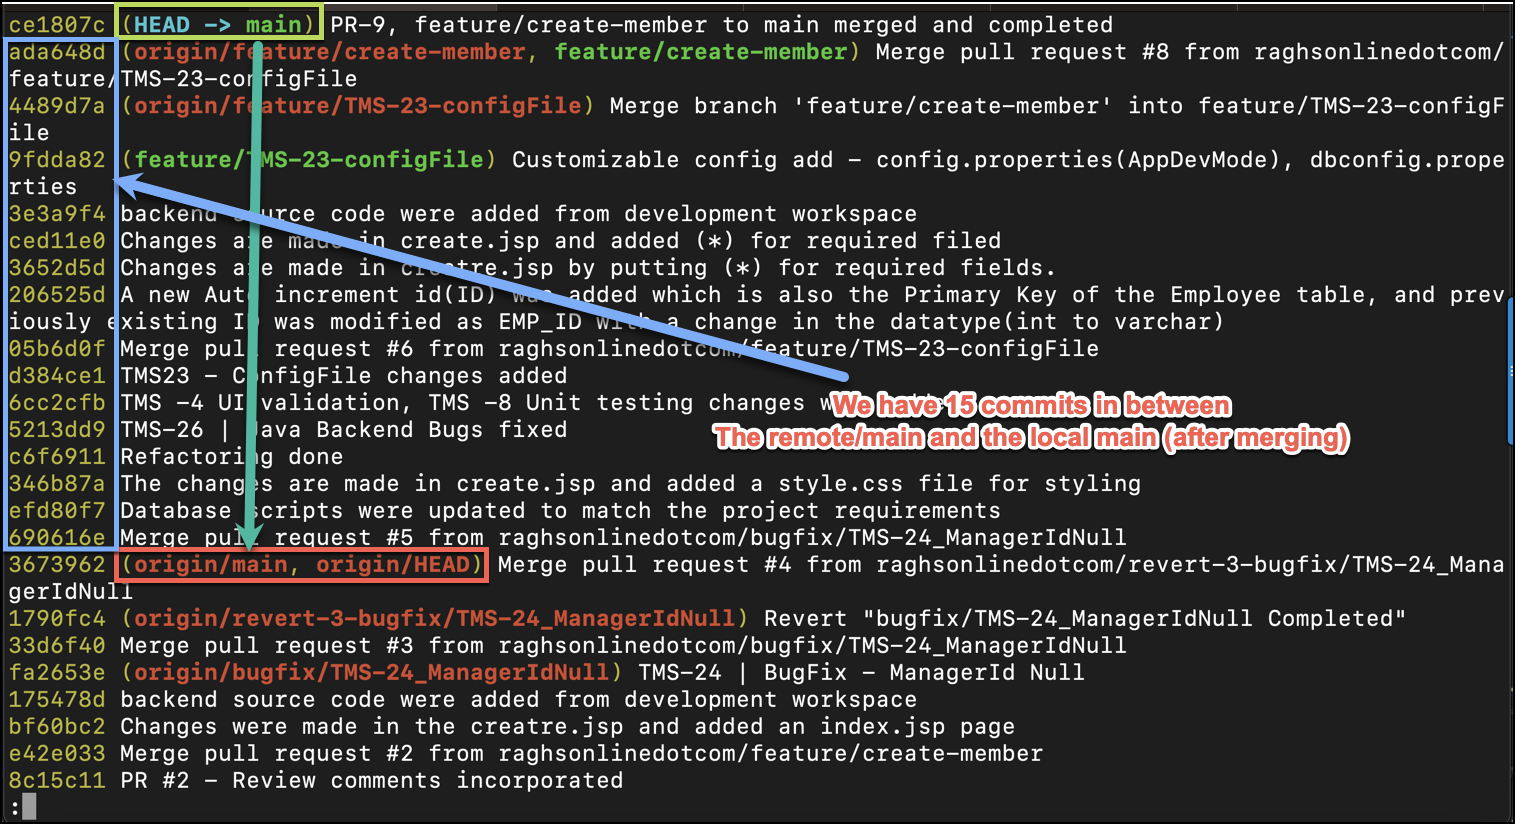 ce1807c (HEAD -> main) PR-9, feature/create-member to main merged and completed
ada648d (origin/feature/create-member, feature/create-member) Merge pull request #8 from raghsonlinedotcom/
feature/TMS-23-configFile
4489d7a (origin/feature/TMS-23-configFile) Merge branch 'feature/create-member' into feature/TMS-23-configF
ile
9fdda82 (feature/TMS-23-configFile) Customizable config add - config.properties(AppDevMode), dbconfig.prope
rties
3e3a9f4 backend source code were added from development workspace
ced11e0 Changes are made in create.jsp and added (*) for required filed
3652d5d Changes are made in creatre.jsp by putting (*) for required fields.
206525d A new Auto increment id(ID) was added which is also the Primary Key of the Employee table, and prev
iously existing ID was modified as EMP_ID with a change in the datatype(int to varchar)
05b6d0f Merge pull request #6 from raghsonlinedotcom/feature/TMS-23-configFile
d384ce1 TMS23 - ConfigFile changes added
6cc2cfb TMS -4 UI validation, TMS -8 Unit testing changes
We have 15 commits in between
5213dd9 TMS-26 | Java Backend Bugs fixed
The remote/main and the local main (after merging)
c6f6911 Refactoring done
346b87a The changes are made in create.jsp and added a style.css file for styling
efd80f7 Database scripts were updated to match the project requirements
690616e Merge pull request #5 from raghsonlinedotcom/bugfix/TMS-24_ManagerIdNull
3673962 (origin/main, origin/HEAD) Merge pull request #4 from raghsonlinedotcom/revert-3-bugfix/TMS-24_Mana
gerIdNull
1790fc4 (origin/revert-3-bugfix/TMS-24_ManagerIdNull) Revert "bugfix/TMS-24_ManagerIdNull Completed"
33d6f40 Merge pull request #3 from raghsonlinedotcom/bugfix/TMS-24_ManagerIdNull
fa2653e (origin/bugfix/TMS-24_ManagerIdNull) TMS-24 | BugFix - ManagerId Null
175478d backend source code were added from development workspace
bf60bc2 Changes were made in the creatre.jsp and added an index.jsp page
e42e033 Merge pull request #2 from raghsonlinedotcom/feature/create-member
8c15c11 PR #2 - Review comments incorporated
: